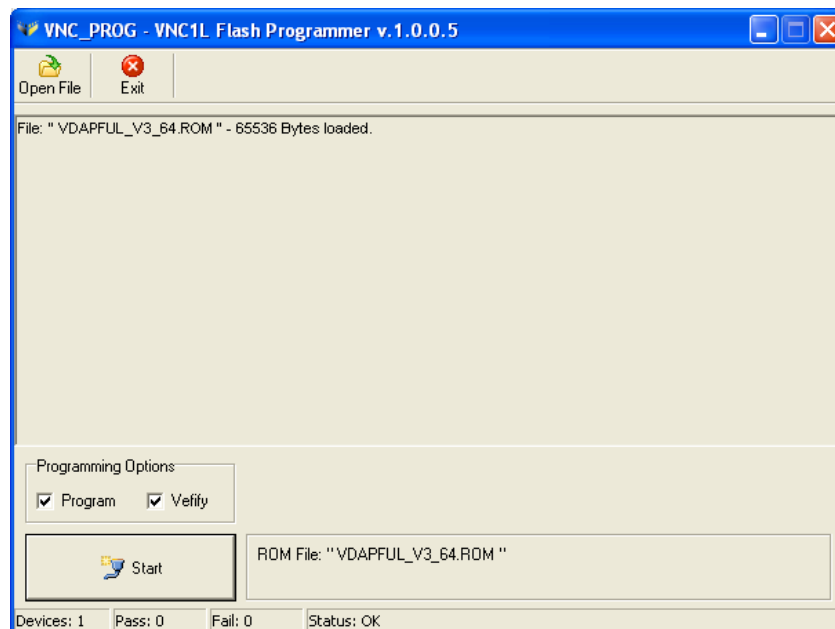 VNC_PROG - VNC1L Flash Programmer v.1.0.0.5
Open File Exit
File: " VDAPFUL_V3_64.ROM " - 65536 Bytes loaded.
Programming Options
Program Vefify
Start
ROM File: " VDAPFUL_V3_64.ROM "
Devices: 1 Pass: 0 Fail: 0 Status: OK